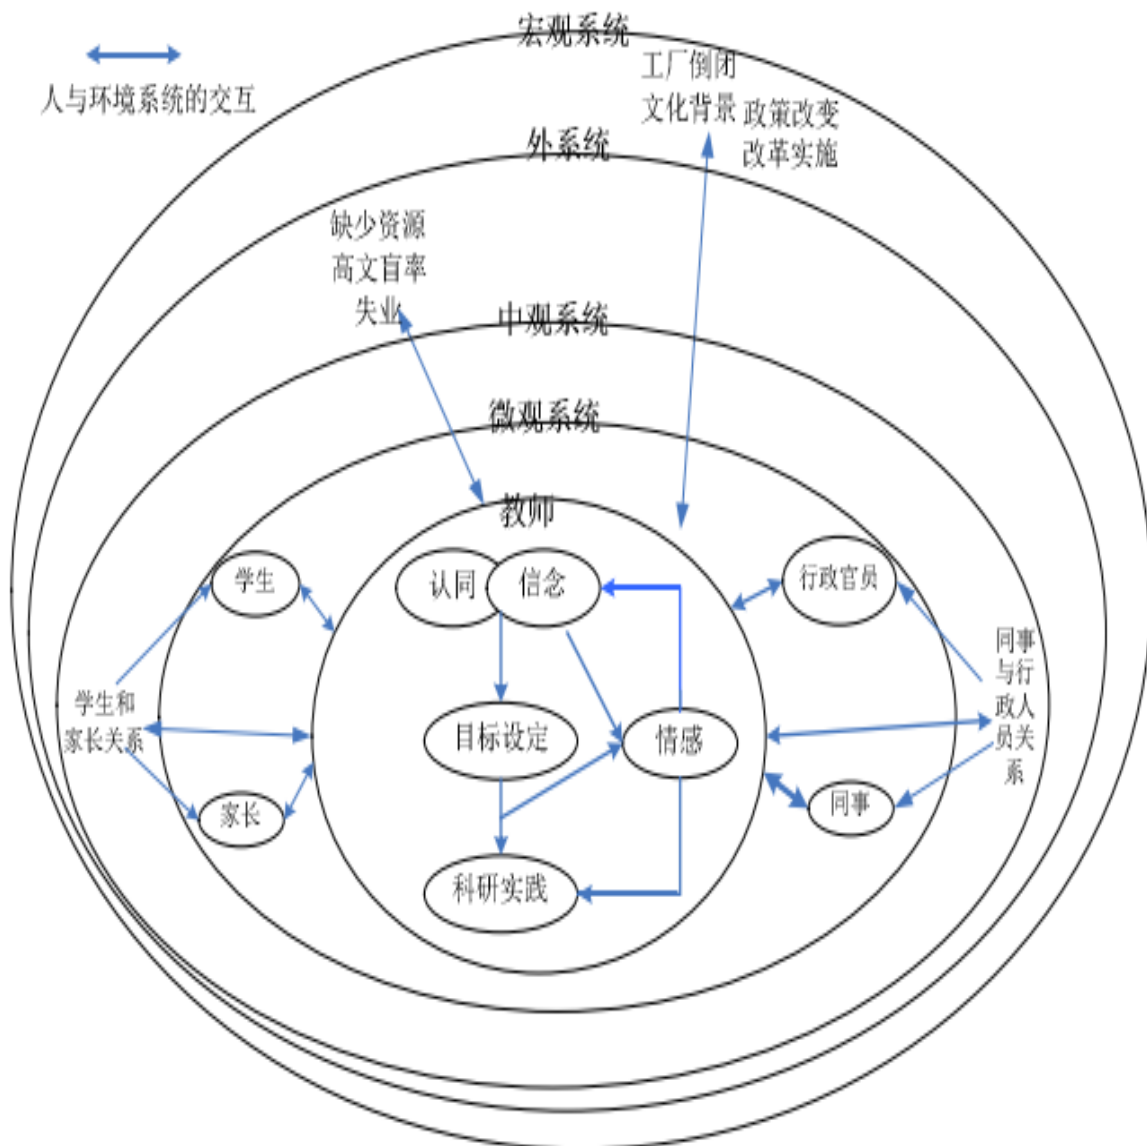 宏观系统
人与环境系统的交互
工厂倒闭
文化背景
政策改变
改革实施
外系统
缺少资源
高文盲率
失业
中观系统
微观系统
教师
学生
认同
信念
行政官员
学生和
家长关系
目标设定
情感
同事
与行
政人
员关
系
家长
同事
科研实践